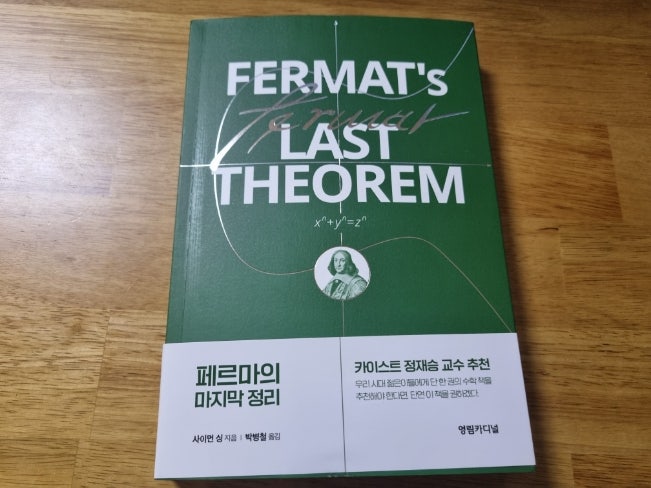 FERMAT's
fermat
LAST
THEOREM
xⁿ+yⁿ=zⁿ
페르마의
마지막 정리
사이먼 싱 지음 | 박병철 옮김
카이스트 정재승 교수 추천
우리 시대 젊은이들에게 단 한 권의 수학 책을
추천해야 한다면, 단연 이 책을 권하겠다.
영림카디널